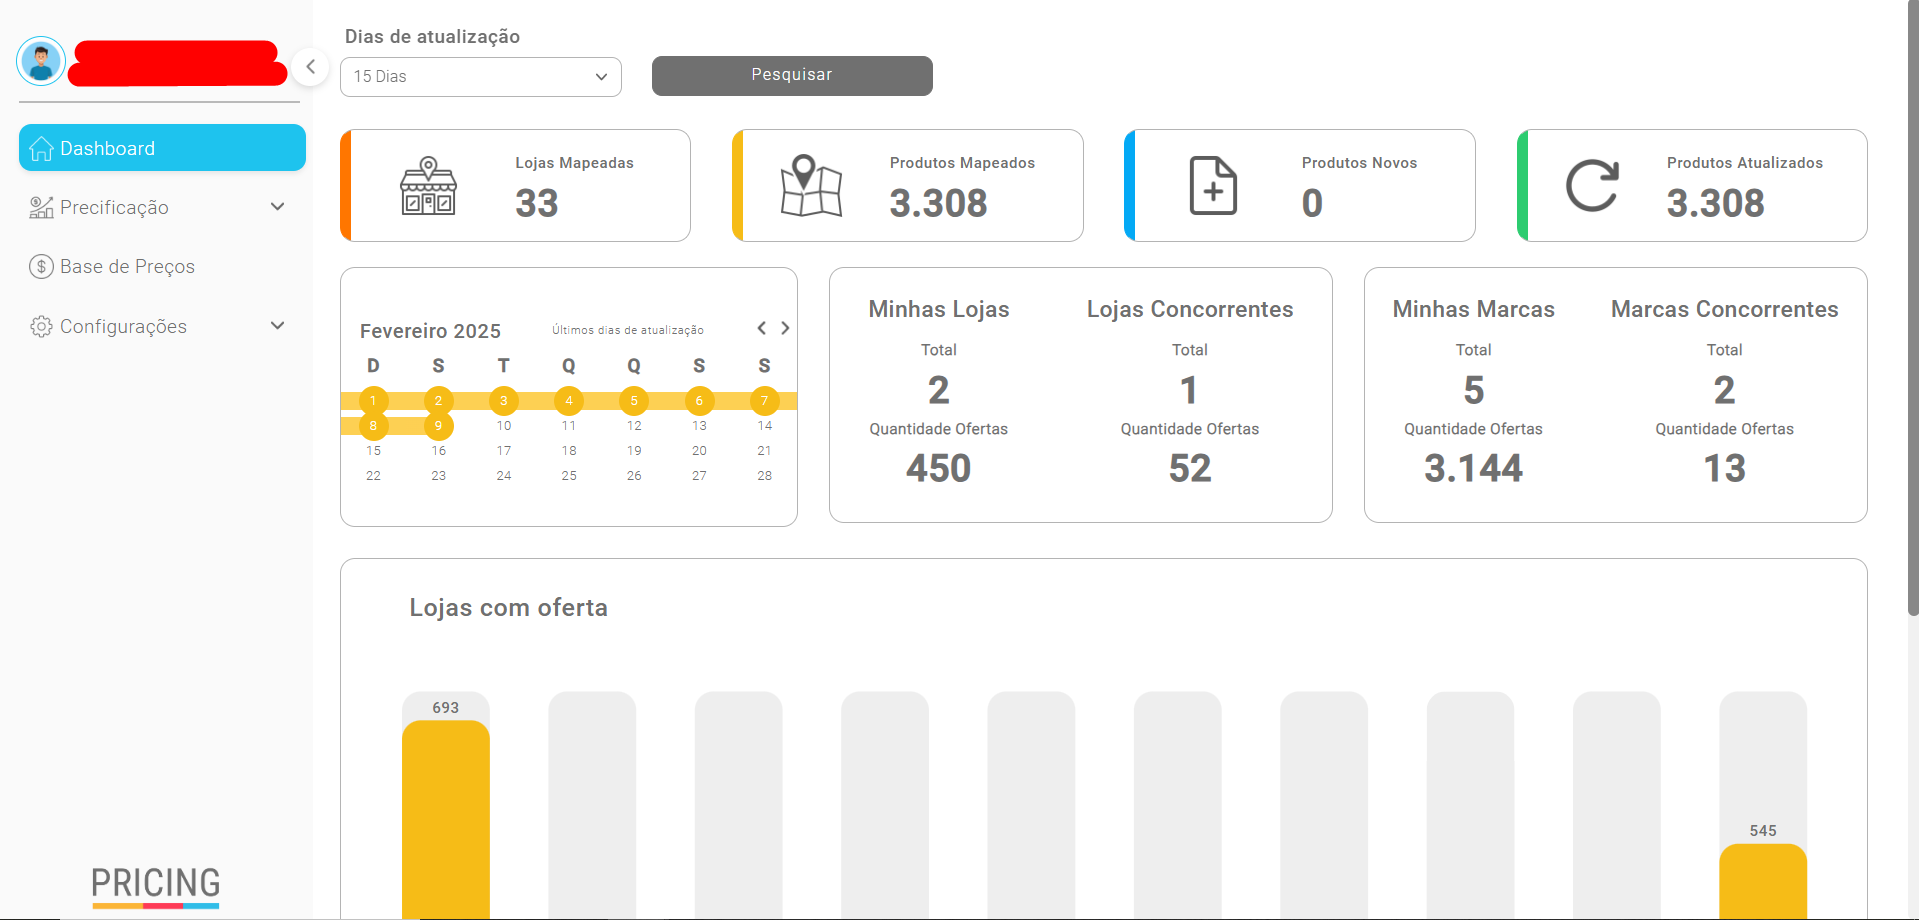 Dias de atualização
15 Dias
Pesquisar
Dashboard
Precificação
Base de Preços
Configurações
PRICING
Lojas Mapeadas
33
Produtos Mapeados
3.308
Produtos Novos
0
Produtos Atualizados
3.308
Fevereiro 2025
Últimos dias de atualização
D S T Q Q S S
1 2 3 4 5 6 7
8 9 10 11 12 13 14
15 16 17 18 19 20 21
22 23 24 25 26 27 28
Minhas Lojas
Total
2
Quantidade Ofertas
450
Lojas Concorrentes
Total
1
Quantidade Ofertas
52
Minhas Marcas
Total
5
Quantidade Ofertas
3.144
Marcas Concorrentes
Total
2
Quantidade Ofertas
13
Lojas com oferta
693
545